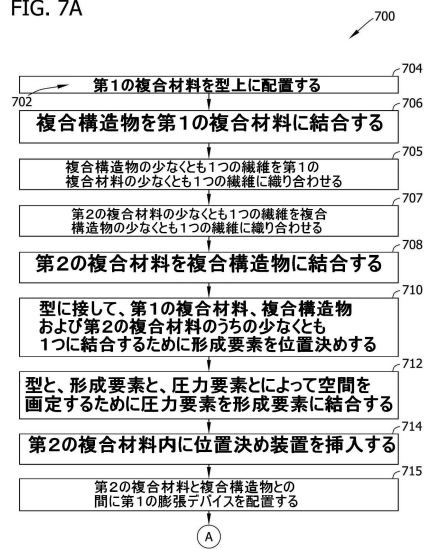 FIG. 7A
700
704
第1の複合材料を型上に配置する
702
706
複合構造物を第1の複合材料に結合する
705
複合構造物の少なくとも1つの繊維を第1の
複合材料の少なくとも1つの繊維に織り合わせる
707
第2の複合材料の少なくとも1つの繊維を複合
構造物の少なくとも1つの繊維に織り合わせる
708
第2の複合材料を複合構造物に結合する
710
型に接して、第1の複合材料、複合構造物
および第2の複合材料のうちの少なくとも
1つに結合するために形成要素を位置決めする
712
型と、形成要素と、圧力要素とによって空間を
画定するために圧力要素を形成要素に結合する
714
第2の複合材料内に位置決め装置を挿入する
715
第2の複合材料と複合構造物との
間に第1の膨張デバイスを配置する
A